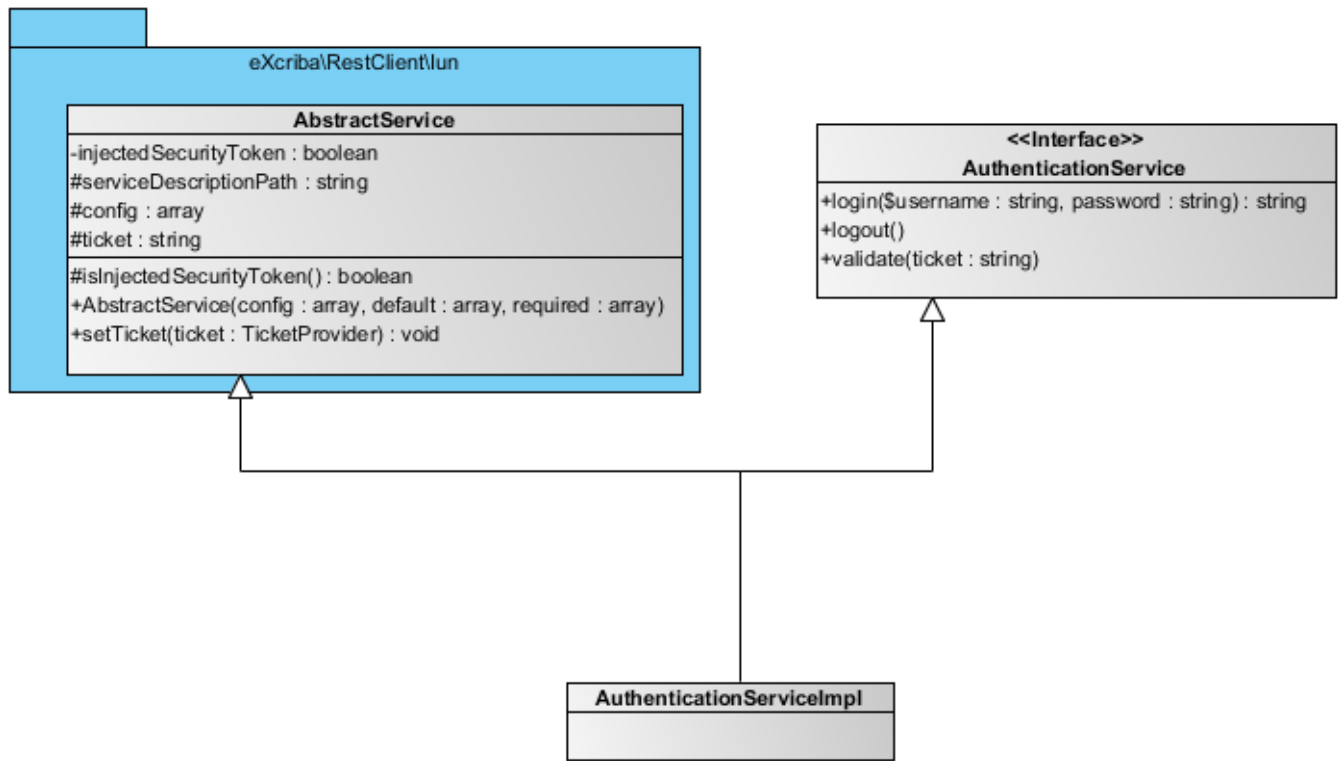 eXcriba\RestClient\Iun
AbstractService
-injectedSecurityToken : boolean
#serviceDescriptionPath : string
#config : array
#ticket : string
#isInjectedSecurityToken() : boolean
+AbstractService(config : array, default : array, required : array)
+setTicket(ticket : TicketProvider) : void
<<Interface>>
AuthenticationService
+login($username : string, password : string) : string
+logout()
+validate(ticket : string)
AuthenticationServiceImpl